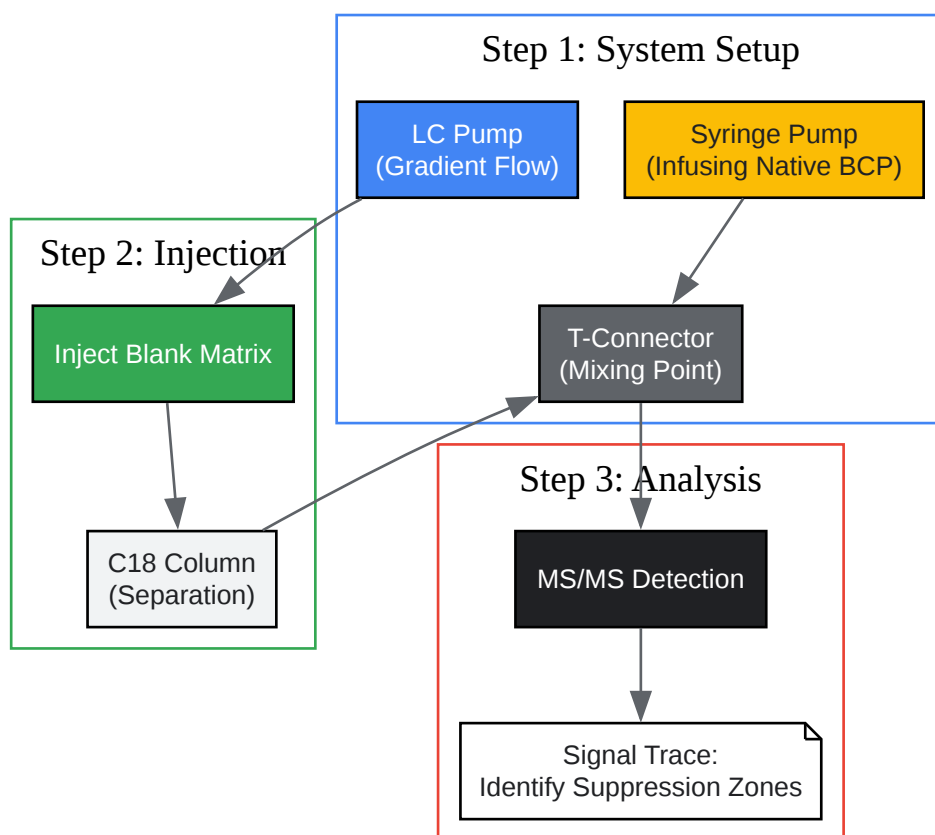 Step 1: System Setup
LC Pump
(Gradient Flow)
Syringe Pump
(Infusing Native BCP)
Step 2: Injection
Inject Blank Matrix
T-Connector
(Mixing Point)
C18 Column
(Separation)
Step 3: Analysis
MS/MS Detection
Signal Trace:
Identify Suppression Zones